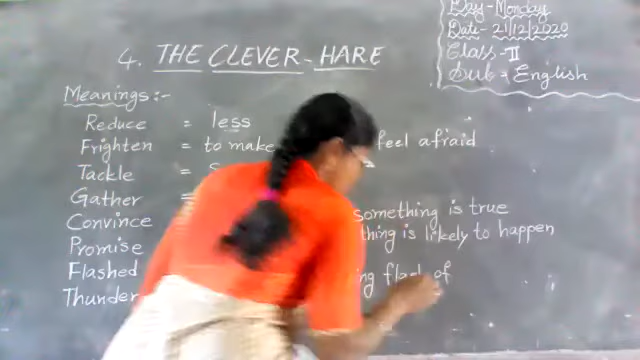 Day - Monday
Date - 21/12/2020
Class - II
Sub - English
4. THE CLEVER - HARE
Meanings :-
Reduce = less
Frighten = to make feel afraid
Tackle =
Gather =
Convince something is true
Promise thing is likely to happen
Flashed flash of
Thunder